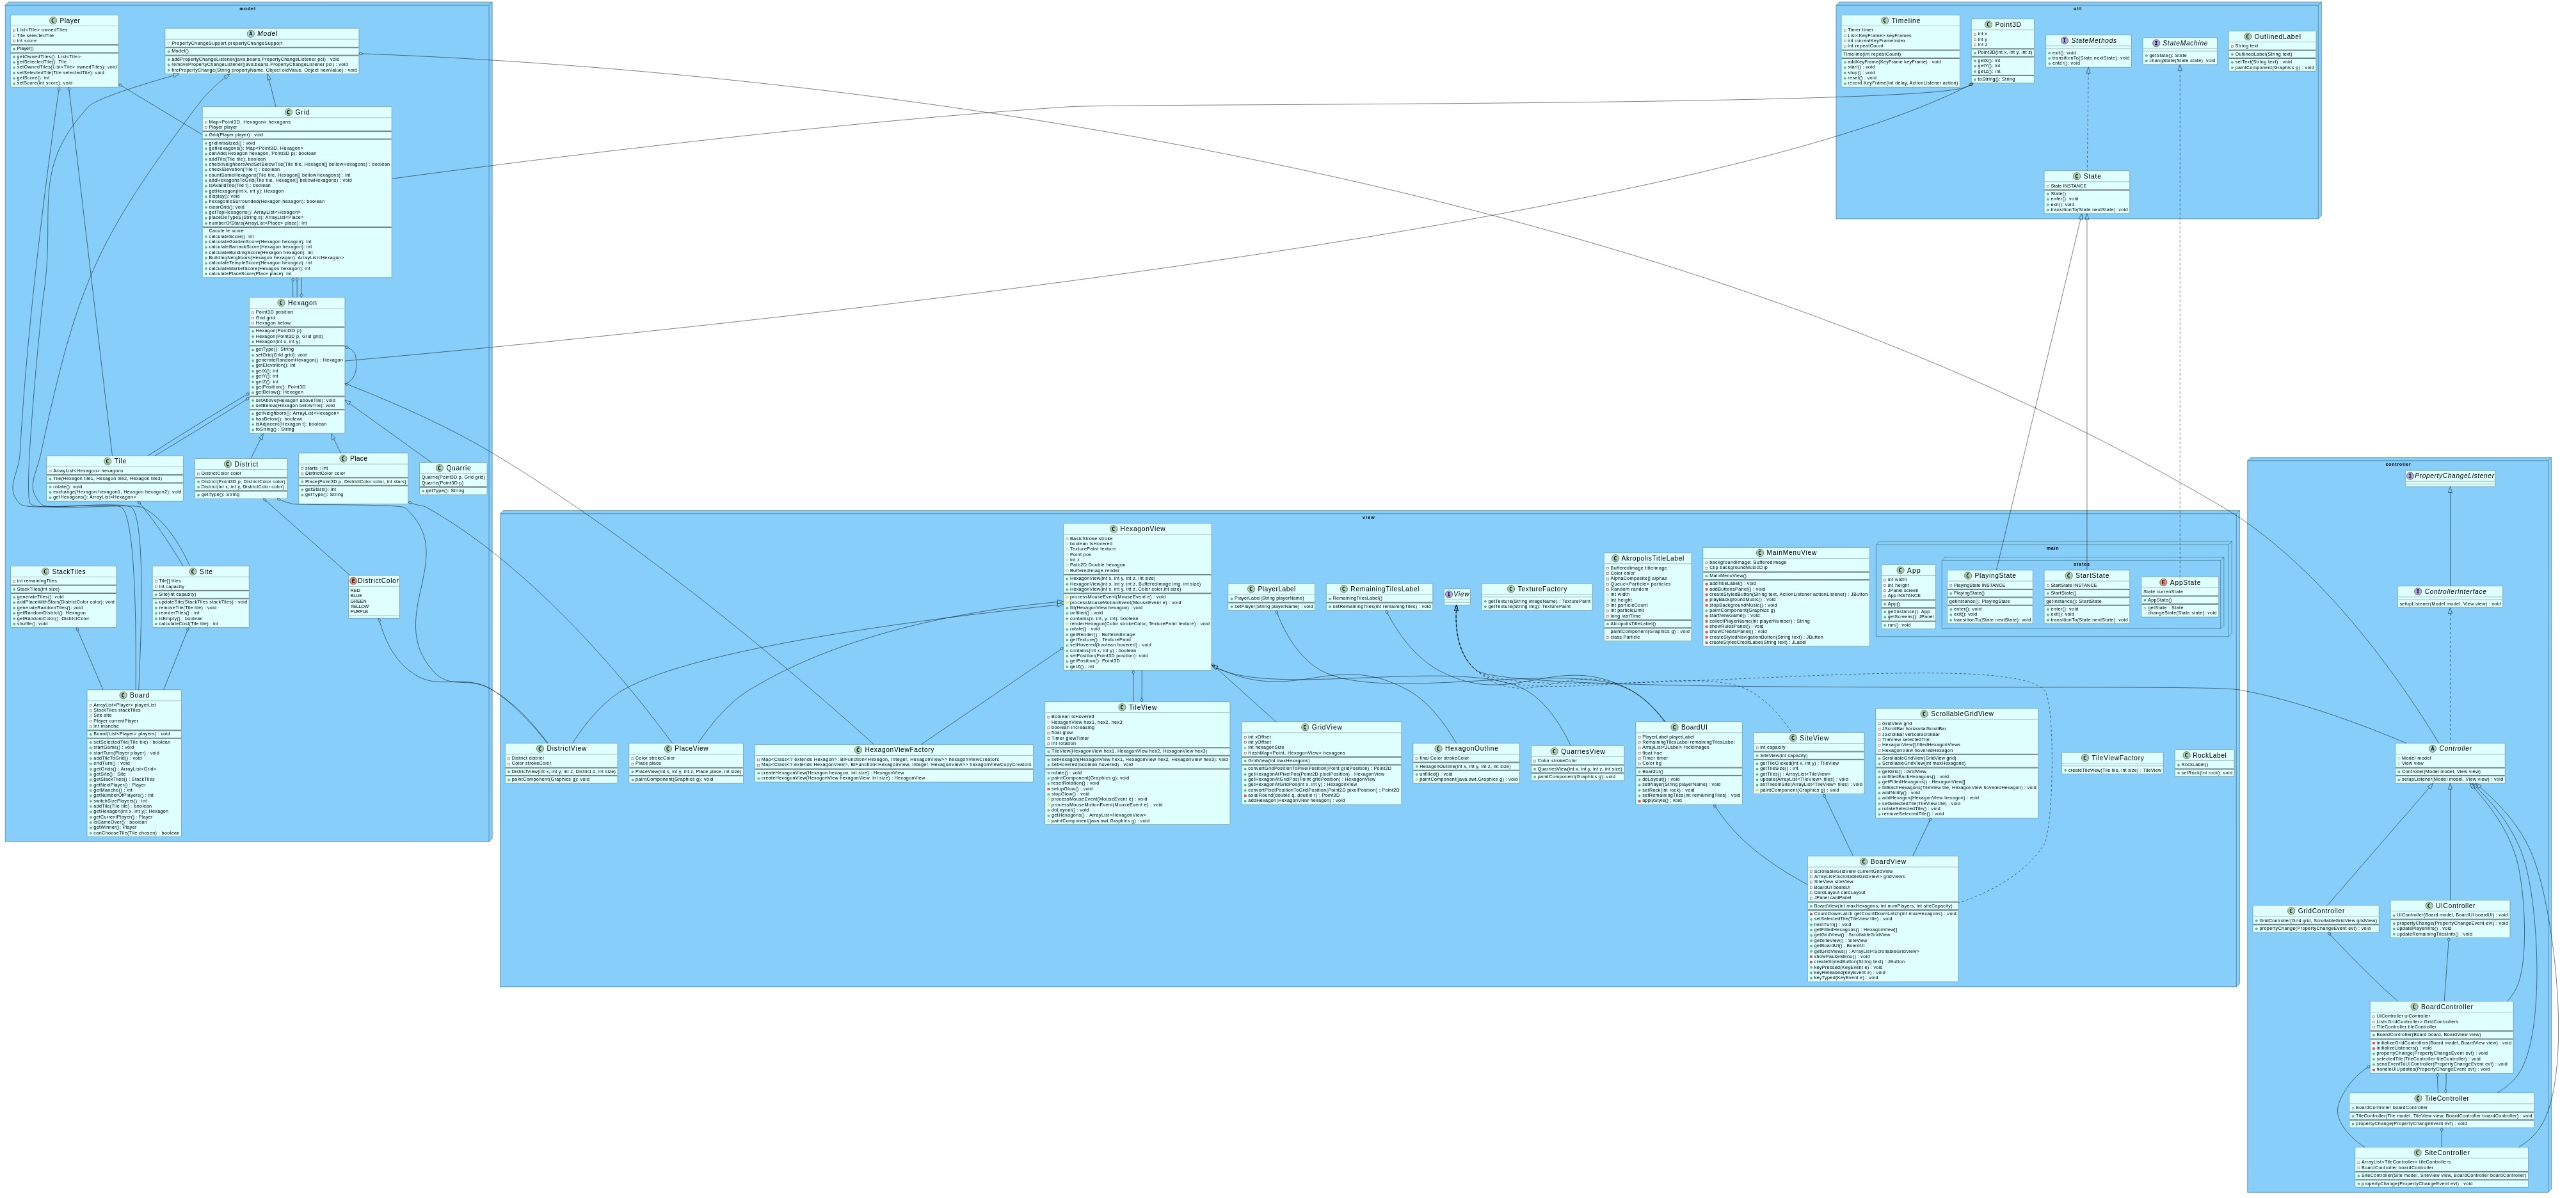 model
Player
List<Tile> ownedTiles
Tile selectedTile
int score
Player()
getOwnedTiles(): List<Tile>
getSelectedTile(): Tile
setOwnedTiles(List<Tile> ownedTiles): void
setSelectedTile(Tile selectedTile): void
getScore(): int
setScore(int score): void
Model
PropertyChangeSupport propertyChangeSupport
Model()
addPropertyChangeListener(java.beans.PropertyChangeListener pcl) : void
removePropertyChangeListener(java.beans.PropertyChangeListener pcl) : void
firePropertyChange(String propertyName, Object oldValue, Object newValue) : void
Grid
Map<Point3D, Hexagon> hexagons
Player player
Grid(Player player) : void
gridInitialized() : void
getHexagons(): Map<Point3D, Hexagon>
canAdd(Hexagon hexagon, Point3D p): boolean
addTile(Tile tile): boolean
checkNeighborsAndSetBelowTile(Tile tile, Hexagon[] bellowHexagons) : boolean
checkElevation(Tile t) : boolean
countSameHexagons(Tile tile, Hexagon[] bellowHexagons) : int
addHexagonsToGrid(Tile tile, Hexagon[] bellowHexagons) : void
isAValidTile(Tile t) : boolean
getHexagon(int x, int y): Hexagon
display(): void
hexagonIsSurrounded(Hexagon hexagon): boolean
clearGrid(): void
getTopHexagons(): ArrayList<Hexagon>
placeDeTypeS(String s): ArrayList<Place>
numberOfStars(ArrayList<Place> place): int
Cacule le score
calculateScore(): int
calculateGardenScore(Hexagon hexagon): int
calculateBarrackScore(Hexagon hexagon): int
calculateBuildingScore(Hexagon hexagon): int
BuildingNeighbors(Hexagon hexagon): ArrayList<Hexagon>
calculateTempleScore(Hexagon hexagon): int
calculateMarketScore(Hexagon hexagon): int
calculatePlaceScore(Place place): int
Hexagon
Point3D position
Grid grid
Hexagon below
Hexagon(Point3D p)
Hexagon(Point3D p, Grid grid)
Hexagon(int x, int y)
getType(): String
setGrid(Grid grid): void
generateRandomHexagon() : Hexagon
getElevation(): int
getX(): int
getY(): int
getZ(): int
getPosition(): Point3D
getBelow(): Hexagon
setAbove(Hexagon aboveTile): void
setBelow(Hexagon belowTile): void
getNeighbors(): ArrayList<Hexagon>
hasBelow(): boolean
isAdjacent(Hexagon t): boolean
toString() : String
Tile
ArrayList<Hexagon> hexagons
Tile(Hexagon tile1, Hexagon tile2, Hexagon tile3)
rotate(): void
exchange(Hexagon hexagon1, Hexagon hexagon2): void
getHexagons(): ArrayList<Hexagon>
District
DistrictColor color
District(Point3D p, DistrictColor color)
District(int x, int y, DistrictColor color)
getType(): String
Place
starts : int
DistrictColor color
Place(Point3D p, DistrictColor color, int stars)
getStars(): int
getType(): String
Quarrie
Quarrie(Point3D p, Grid grid)
Quarrie(Point3D p)
getType(): String
StackTiles
int remainingTiles
StackTiles(int size)
generateTiles(): void
addPlaceWithStars(DistrictColor color): void
generateRandomTiles(): void
getRandomDistrict(): Hexagon
getRandomColor(): DistrictColor
shuffle(): void
Site
Tile[] tiles
int capacity
Site(int capacity)
updateSite(StackTiles stackTiles) : void
removeTile(Tile tile) : void
reorderTiles() : int
isEmpty() : boolean
calculateCost(Tile tile) : int
DistrictColor
RED
BLUE
GREEN
YELLOW
PURPLE
Board
ArrayList<Player> playerList
StackTiles stackTiles
Site site
Player currentPlayer
int manche
Board(List<Player> players) : void
setSelectedTile(Tile tile) : boolean
startGame() : void
startTurn(Player player) : void
addTileToGrid() : void
endTurn() : void
getGrids() : ArrayList<Grid>
getSite() : Site
getStackTiles() : StackTiles
getNextPlayer() : Player
getManche() : int
getNumberOfPlayers() : int
switchSizePlayers() : int
addTile(Tile tile) : boolean
getHexagon(int x, int y): Hexagon
getCurrentPlayer() : Player
isGameOver() : boolean
getWinner(): Player
canChooseTile(Tile chosen) : boolean
util
Timeline
Timer timer
List<KeyFrame> keyFrames
int currentKeyFrameIndex
int repeatCount
Timeline(int repeatCount)
addKeyFrame(KeyFrame keyFrame) : void
start() : void
stop() : void
reset() : void
record KeyFrame(int delay, ActionListener action)
Point3D
int x
int y
int z
Point3D(int x, int y, int z)
getX(): int
getY(): int
getZ(): int
toString(): String
StateMethods
exit(): void
transitionTo(State nextState): void
enter(): void
StateMachine
getState(): State
changState(State state): void
OutlinedLabel
String text
OutlinedLabel(String text)
setText(String text) : void
paintComponent(Graphics g) : void
State
State INSTANCE
State()
enter(): void
exit(): void
transitionTo(State nextState): void
view
HexagonView
BasicStroke stroke
boolean isHovered
TexturePaint texture
Point pos
int z
Path2D.Double hexagon
BufferedImage render
HexagonView(int x, int y, int z, int size)
HexagonView(int x, int y, int z, BufferedImage img, int size)
HexagonView(int x, int y, int z, Color color,int size)
processMouseEvent(MouseEvent e) : void
processMouseMotionEvent(MouseEvent e) : void
fill(HexagonView hexagon) : void
unfilled() : void
contains(x: int, y: int): boolean
renderHexagon(Color strokeColor, TexturePaint texture) : void
rotate() : void
getRender() : BufferedImage
getTexture() : TexturePaint
setHovered(boolean hovered) : void
contains(int x, int y) : boolean
setPosition(Point3D position): void
getPosition(): Point3D
getZ() : int
PlayerLabel
PlayerLabel(String playerName)
setPlayer(String playerName) : void
RemainingTilesLabel
RemainingTilesLabel()
setRemainingTiles(int remainingTiles) : void
View
TextureFactory
getTexture(String imageName) : TexturePaint
getTexture(String img) : TexturePaint
AkropolisTitleLabel
BufferedImage titleImage
Color color
AlphaComposite[] alphas
Queue<Particle> particles
Random random
int width
int height
int particleCount
int particleLimit
long lastTime
AkropolisTitleLabel()
paintComponent(Graphics g) : void
class Particle
MainMenuView
backgroundImage: BufferedImage
Clip backgroundMusicClip
MainMenuView()
addTitleLabel() : void
addButtonsPanel() : void
createStyledButton(String text, ActionListener actionListener) : JButton
playBackgroundMusic() : void
stopBackgroundMusic() : void
paintComponent(Graphics g)
startNewGame() : void
collectPlayerName(int playerNumber) : String
showRulesPanel() : void
showCreditsPanel() : void
createStyledNavigationButton(String text) : JButton
createStyledCreditLabel(String text) : JLabel
main
App
int width
int height
JPanel screen
App INSTANCE
App()
getInstance(): App
getScreens(): JPanel
run(): void
states
PlayingState
PlayingState INSTANCE
PlayingState()
getInstance(): PlayingState
enter(): void
exit(): void
transitionTo(State nextState): void
StartState
StartState INSTANCE
StartState()
getInstance(): StartState
enter(): void
exit(): void
transitionTo(State nextState): void
AppState
State currentState
AppState()
getState : State
changeState(State state): void
DistrictView
District district
Color strokeColor
DistrictView(int x, int y, int z, District d, int size)
paintComponent(Graphics g): void
PlaceView
Color strokeColor
Place place
PlaceView(int x, int y, int z, Place place, int size)
paintComponent(Graphics g): void
HexagonViewFactory
Map<Class<? extends Hexagon>, BiFunction<Hexagon, Integer, HexagonView>> hexagonViewCreators
Map<Class<? extends HexagonView>, BiFunction<HexagonView, Integer, HexagonView>> hexagonViewCopyCreators
createHexagonView(Hexagon hexagon, int size) : HexagonView
createHexagonView(HexagonView hexagonView, int size) : HexagonView
TileView
Boolean isHovered
HexagonView hex1, hex2, hex3;
boolean increasing
float glow
Timer glowTimer
int rotation
TileView(HexagonView hex1, HexagonView hex2, HexagonView hex3)
setHexagon(HexagonView hex1, HexagonView hex2, HexagonView hex3): void
setHovered(boolean hovered) : void
rotate() : void
paintComponent(Graphics g) : void
resetRotation() : void
setupGlow() : void
stopGlow() : void
processMouseEvent(MouseEvent e) : void
processMouseMotionEvent(MouseEvent e) : void
doLayout() : void
getHexagons() : ArrayList<HexagonView>
paintComponent(java.awt.Graphics g) : void
GridView
int xOffset
int yOffset
int hexagonSize
HashMap<Point, HexagonView> hexagons
GridView(int maxHexagons)
convertGridPositionToPixelPosition(Point gridPosition) : Point2D
getHexagonAtPixelPos(Point2D pixelPosition) : HexagonView
getHexagonAtGridPos(Point gridPosition) : HexagonView
getHexagonAtGridPos(int x, int y) : HexagonView
convertPixelPositionToGridPosition(Point2D pixelPosition) : Point2D
axialRound(double q, double r) : Point3D
addHexagon(HexagonView hexagon) : void
HexagonOutline
final Color strokeColor
HexagonOutline(int x, int y, int z, int size)
unfilled() : void
paintComponent(java.awt.Graphics g) : void
QuarriesView
Color strokeColor
QuarriesView(int x, int y, int z, int size)
paintComponent(Graphics g): void
BoardUI
PlayerLabel playerLabel
RemainingTilesLabel remainingTilesLabel
ArrayList<JLabel> rockImages
float hue
Timer timer
Color bg
BoardUI()
doLayout() : void
setPlayer(String playerName) : void
setRock(int rock) : void
setRemainingTiles(int remainingTiles) : void
applyStyle() : void
SiteView
int capacity
SiteView(int capacity)
getTileClicked(int x, int y) : TileView
getTileSize() : int
getTiles() : ArrayList<TileView>
update(ArrayList<TileView> tiles) : void
setTilesInSite(ArrayList<TileView> tiles) : void
paintComponent(Graphics g) : void
ScrollableGridView
GridView grid
JScrollbar horsiontalScrollBar
JScrollbar verticalScrollBar
TileView selectedTile
HexagonView[] filledHexagonViews
HexagonView hoveredHexagon
ScrollableGridView(GridView grid)
ScrollableGridView(int maxHexagons)
getGrid() : GridView
unfilledEachHexagons() : void
getFilledHexagons() : HexagonView[]
fillEachHexagons(TileView tile, HexagonView hoveredHexagon) : void
addNotify() : void
addHexagon(HexagonView hexagon) : void
setSelectedTile(TileView tile) : void
rotateSelectedTile() : void
removeSelectedTile() : void
TileViewFactory
createTileView(Tile tile, int size) : TileView
RockLabel
RockLabel()
setRock(int rock): void
BoardView
ScrollableGridView currentGridView
ArrayList<ScrollableGridView> gridViews
SiteView siteView
BoardUI boardUI
CardLayout cardLayout
JPanel cardPanel
BoardView(int maxHexagons, int numPlayers, int siteCapacity)
CountDownLatch getCountDownLatch(int maxHexagons) : void
setSelectedTile(TileView tile) : void
nextTurn() : void
getFilledHexagons() : HexagonView[]
getGridView() : ScrollableGridView
getSiteView() : SiteView
getBoardUI() : BoardUI
getGridViews() : ArrayList<ScrollableGridView>
showPauseMenu() : void
createStyledButton(String text) : JButton
keyPressed(KeyEvent e) : void
keyReleased(KeyEvent e) : void
keyTyped(KeyEvent e) : void
controller
PropertyChangeListener
ControllerInterface
setupListener(Model model, View view) : void
Controller
Model model
View view
Controller(Model model, View view)
setupListener(Model model, View view) : void
GridController
GridController(Grid grid, ScrollableGridView gridView)
propertyChange(PropertyChangeEvent evt) : void
UIController
UIController(Board model, BoardUI boardUI) : void
propertyChange(PropertyChangeEvent evt) : void
updatePlayerInfo() : void
updateRemainingTilesInfo() : void
BoardController
UIController uiController
List<GridController> GridControllers
TileController tileController
BoardController(Board board, BoardView view)
initializeGridControllers(Board model, BoardView view) : void
initializeListeners() : void
propertyChange(PropertyChangeEvent evt) : void
selectedTile(TileController tileController) : void
sendEventToUIController(PropertyChangeEvent evt) : void
handleUIUpdates(PropertyChangeEvent evt) : void
TileController
BoardController boardController
TileController(Tile model, TileView view, BoardController boardController) : void
propertyChange(PropertyChangeEvent evt) : void
SiteController
ArrayList<TileController> tileControllers
BoardController boardController
SiteController(Site model, SiteView view, BoardController boardController)
propertyChange(PropertyChangeEvent evt) : void